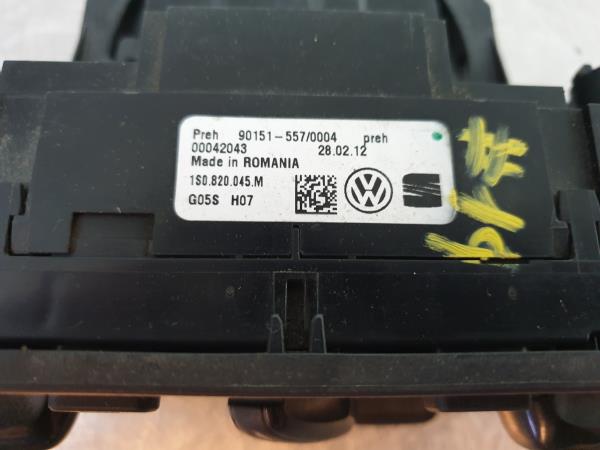 Preh 90151-557/0004 preh
00042043 28.02.12
Made in ROMANIA
1S0.820.045.M
G05S H07